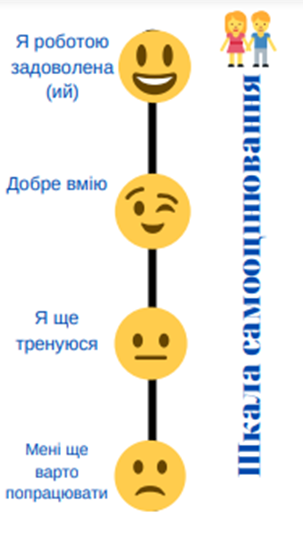 Я роботою
задоволена
(ий)
Добре вмію
Я ще
тренуюся
Мені ще
варто
попрацювати
Шкала самооцінювання